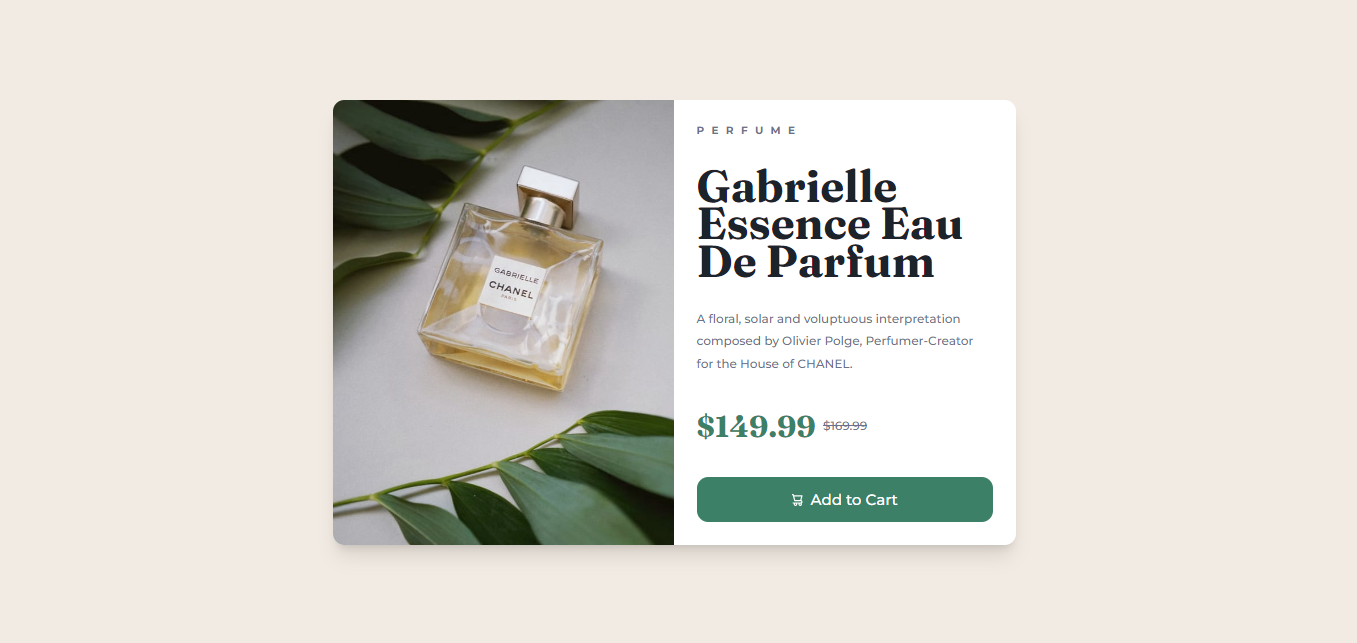 GABRIELLE
CHANEL
PARIS
PERFUME
Gabrielle
Essence Eau
De Parfum
A floral, solar and voluptuous interpretation
composed by Olivier Polge, Perfumer-Creator
for the House of CHANEL.
$149.99 $169.99
Add to Cart